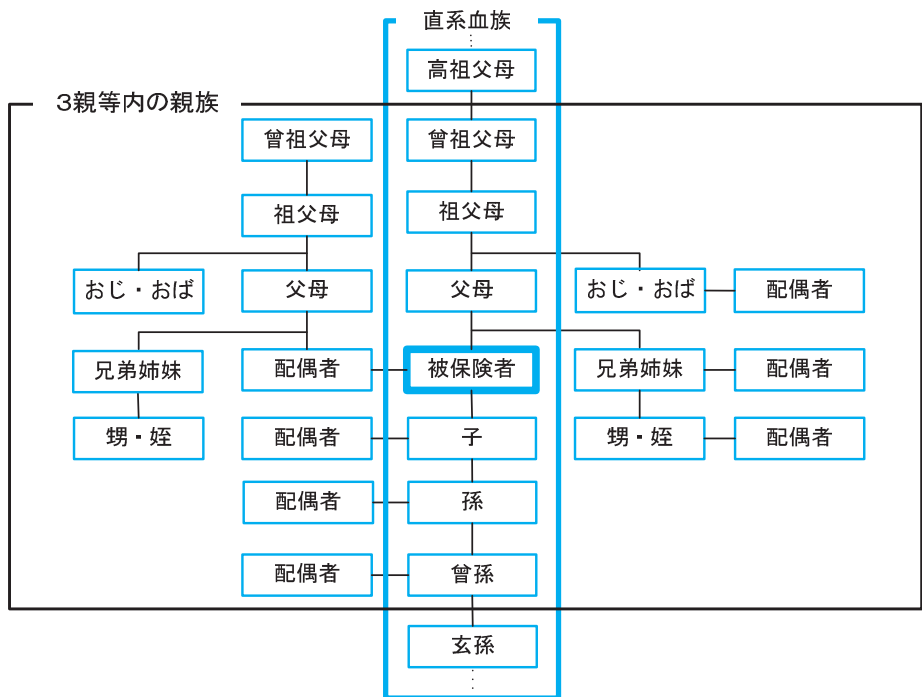 直系血族
高祖父母
3親等内の親族
曾祖父母 曾祖父母
祖父母 祖父母
おじ・おば 父母 父母 おじ・おば 配偶者
兄弟姉妹 配偶者 被保険者 兄弟姉妹 配偶者
甥・姪 配偶者 子 甥・姪 配偶者
配偶者 孫
配偶者 曾孫
玄孫